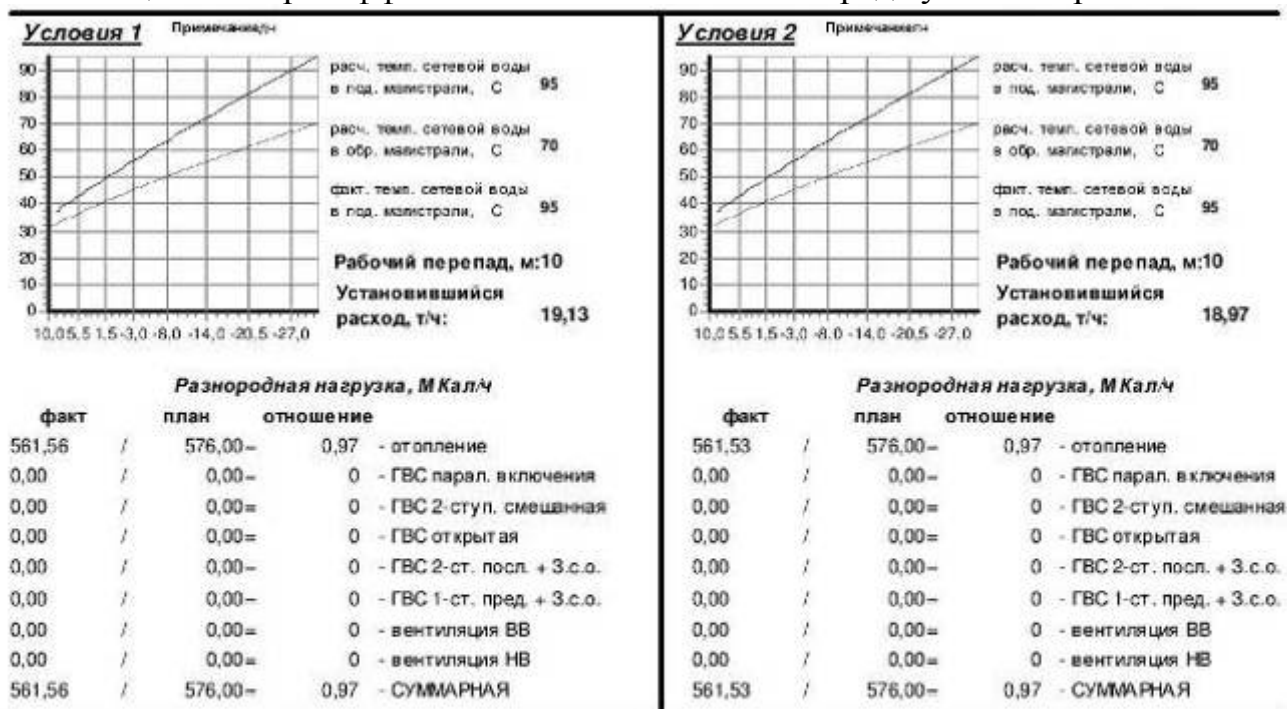 Условия 1 Примечание
90
80
70
60
50
40
30
20
10
0
10,0 5,5 1,5 -3,0 -8,0 -14,0 -20,5 -27,0
расч. темп. сетевой воды
в под. магистрали, С 95
расч. темп. сетевой воды
в обр. магистрали, С 70
факт. темп. сетевой воды
в под. магистрали, С 95
Рабочий перепад, м:10
Установившийся
расход, т/ч: 19,13
Разнородная нагрузка, МКал/ч
факт план отношение
561,56 / 576,00= 0,97 - отопление
0,00 / 0,00= 0 - ГВС парал. включения
0,00 / 0,00= 0 - ГВС 2-ступ. смешанная
0,00 / 0,00= 0 - ГВС открытая
0,00 / 0,00= 0 - ГВС 2-ст. посл. + З.с.о.
0,00 / 0,00= 0 - ГВС 1-ст. пред. + З.с.о.
0,00 / 0,00= 0 - вентиляция ВВ
0,00 / 0,00= 0 - вентиляция НВ
561,56 / 576,00= 0,97 - СУММАРНАЯ
Условия 2 Примечание
90
80
70
60
50
40
30
20
10
0
10,0 5,5 1,5 -3,0 -8,0 -14,0 -20,5 -27,0
расч. темп. сетевой воды
в под. магистрали, С 95
расч. темп. сетевой воды
в обр. магистрали, С 70
факт. темп. сетевой воды
в под. магистрали, С 95
Рабочий перепад, м:10
Установившийся
расход, т/ч: 18,97
Разнородная нагрузка, МКал/ч
факт план отношение
561,53 / 576,00= 0,97 - отопление
0,00 / 0,00= 0 - ГВС парал. включения
0,00 / 0,00= 0 - ГВС 2-ступ. смешанная
0,00 / 0,00= 0 - ГВС открытая
0,00 / 0,00= 0 - ГВС 2-ст. посл. + З.с.о.
0,00 / 0,00= 0 - ГВС 1-ст. пред. + З.с.о.
0,00 / 0,00= 0 - вентиляция ВВ
0,00 / 0,00= 0 - вентиляция НВ
561,53 / 576,00= 0,97 - СУММАРНАЯ